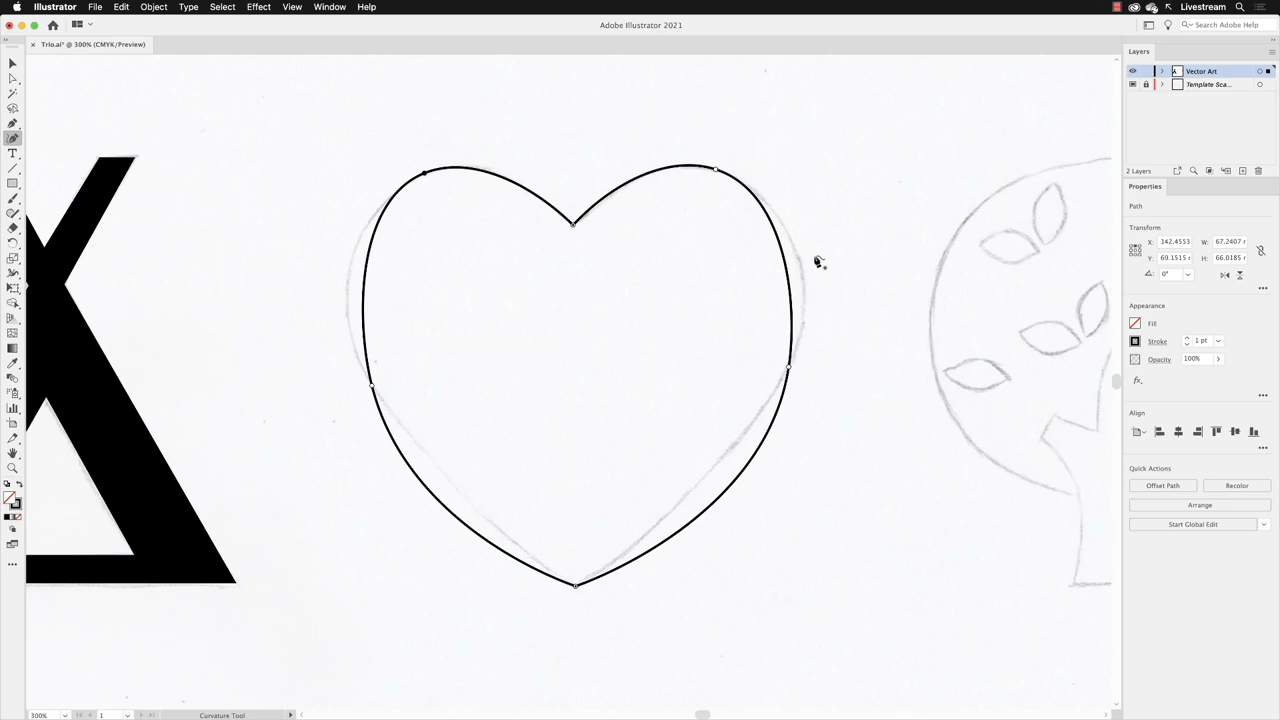 Illustrator File Edit Object Type Select Effect View Window Help Livestream
Adobe Illustrator 2021 Search Adobe Help
× Trio.ai* @ 300% (CMYK/Preview)
Layers
Vector Art
Template Sca...
2 Layers
Properties
Path
Transform
X: 142.4553 W: 67.2407 r
Y: 69.1515 r H: 66.0185 r
0°
Appearance
Fill
Stroke 1 pt
Opacity 100%
fx.
Align
Quick Actions
Offset Path Recolor
Arrange
Start Global Edit
300% 1 Curvature Tool